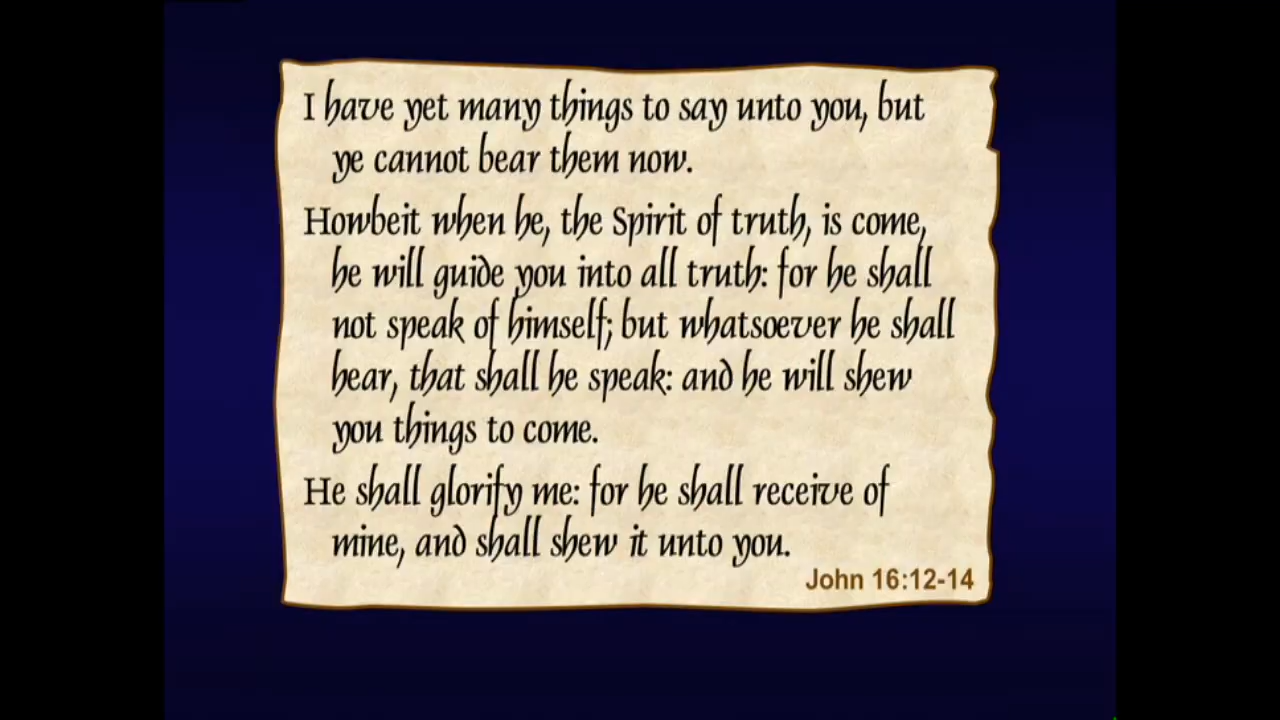 I have yet many things to say unto you, but
ye cannot bear them now.
Howbeit when he, the Spirit of truth, is come,
he will guide you into all truth: for he shall
not speak of himself; but whatsoever he shall
hear, that shall he speak: and he will shew
you things to come.
He shall glorify me: for he shall receive of
mine, and shall shew it unto you.
John 16:12-14